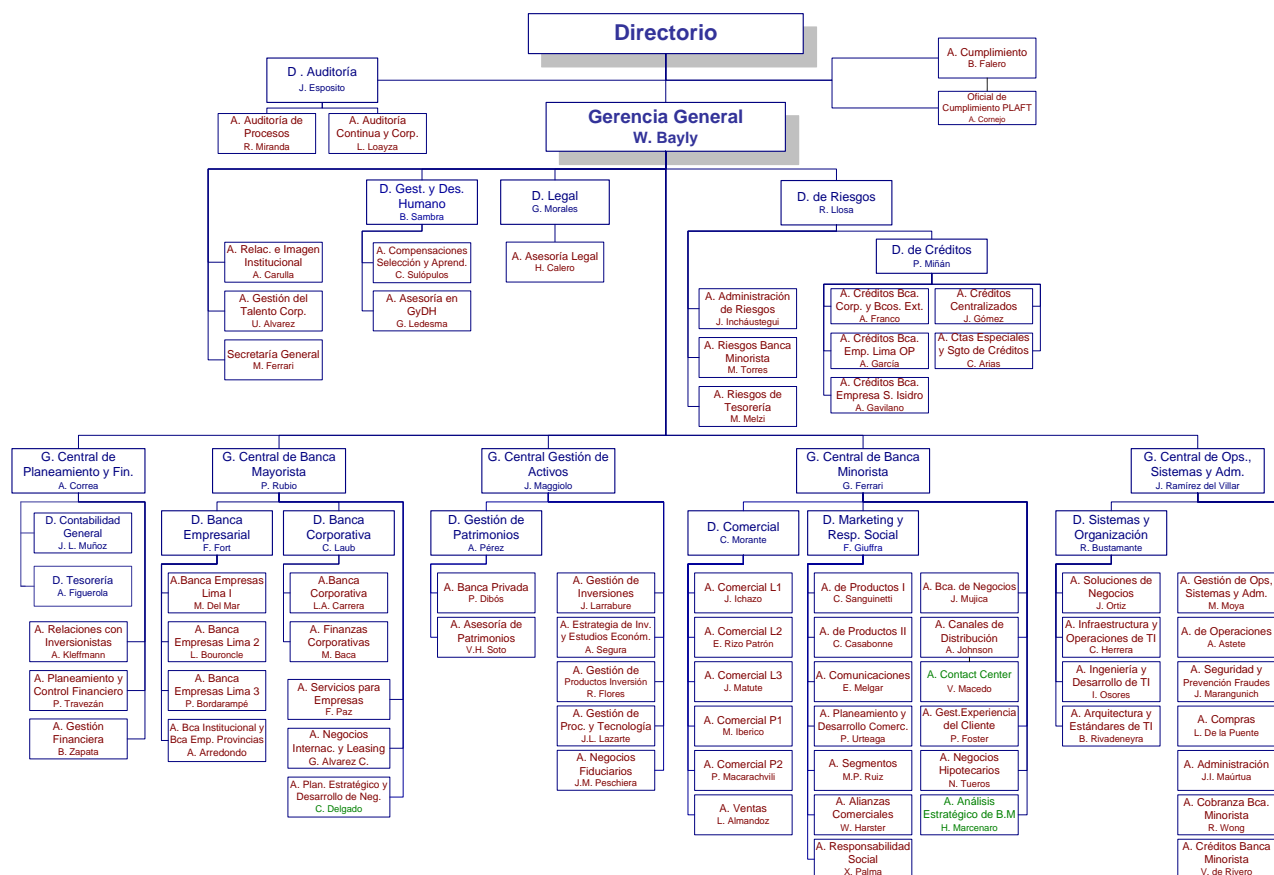 Directorio
A. Cumplimiento
B. Falero
D . Auditoría
J. Esposito
Oficial de
Cumplimiento PLAFT
A. Cornejo
A. Auditoría de
Procesos
R. Miranda
A. Auditoría
Continua y Corp.
L. Loayza
Gerencia General
W. Bayly
D. Gest. y Des.
Humano
B. Sambra
D. Legal
G. Morales
D. de Riesgos
R. Llosa
A. Relac. e Imagen
Institucional
A. Carulla
A. Compensaciones
Selección y Aprend.
C. Sulópulos
A. Asesoría Legal
H. Calero
D. de Créditos
P. Miñán
A. Gestión del
Talento Corp.
U. Alvarez
A. Asesoría en
GyDH
G. Ledesma
A. Administración
de Riesgos
J. Incháustegui
A. Créditos Bca.
Corp. y Bcos. Ext.
A. Franco
A. Créditos
Centralizados
J. Gómez
Secretaría General
M. Ferrari
A. Riesgos Banca
Minorista
M. Torres
A. Créditos Bca.
Emp. Lima OP
A. García
A. Ctas Especiales
y Sgto de Créditos
C. Arias
A. Riesgos de
Tesorería
M. Melzi
A. Créditos Bca.
Empresa S. Isidro
A. Gavilano
G. Central de
Planeamiento y Fin.
A. Correa
G. Central de Banca
Mayorista
P. Rubio
G. Central Gestión de
Activos
J. Maggiolo
G. Central de Banca
Minorista
G. Ferrari
G. Central de Ops.,
Sistemas y Adm.
J. Ramírez del Villar
D. Contabilidad
General
J. L. Muñoz
D. Tesorería
A. Figuerola
A. Relaciones con
Inversionistas
A. Kleffmann
A. Planeamiento y
Control Financiero
P. Travezán
A. Gestión
Financiera
B. Zapata
D. Banca
Empresarial
F. Fort
A.Banca Empresas
Lima I
M. Del Mar
A. Banca
Empresas Lima 2
L. Bouroncle
A. Banca
Empresas Lima 3
P. Bordarampé
A. Bca Institucional y
Bca Emp. Provincias
A. Arredondo
D. Banca
Corporativa
C. Laub
A.Banca
Corporativa
L.A. Carrera
A. Finanzas
Corporativas
M. Baca
A. Servicios para
Empresas
F. Paz
A. Negocios
Internac. y Leasing
G. Alvarez C.
A. Plan. Estratégico y
Desarrollo de Neg.
C. Delgado
D. Gestión de
Patrimonios
A. Pérez
A. Banca Privada
P. Dibós
A. Asesoría de
Patrimonios
V.H. Soto
A. Gestión de
Inversiones
J. Larrabure
A. Estrategia de Inv.
y Estudios Económ.
A. Segura
A. Gestión de
Productos Inversión
R. Flores
A. Gestión de
Proc. y Tecnología
J.L. Lazarte
A. Negocios
Fiduciarios
J.M. Peschiera
D. Comercial
C. Morante
A. Comercial L1
J. Ichazo
A. Comercial L2
E. Rizo Patrón
A. Comercial L3
J. Matute
A. Comercial P1
M. Iberico
A. Comercial P2
P. Macarachvili
A. Ventas
L. Almandoz
D. Marketing y
Resp. Social
F. Giuffra
A. de Productos I
C. Sanguinetti
A. de Productos II
C. Casabonne
A. Comunicaciones
E. Melgar
A. Planeamiento y
Desarrollo Comerc.
P. Urteaga
A. Segmentos
M.P. Ruiz
A. Alianzas
Comerciales
W. Harster
A. Responsabilidad
Social
X. Palma
A. Bca. de Negocios
J. Mujica
A. Canales de
Distribución
A. Johnson
A. Contact Center
V. Macedo
A. Gest.Experiencia
del Cliente
P. Foster
A. Negocios
Hipotecarios
N. Tueros
A. Análisis
Estratégico de B.M
H. Marcenaro
D. Sistemas y
Organización
R. Bustamante
A. Soluciones de
Negocios
J. Ortiz
A. Infraestructura y
Operaciones de TI
C. Herrera
A. Ingeniería y
Desarrollo de TI
I. Osores
A. Arquitectura y
Estándares de TI
B. Rivadeneyra
A. Gestión de Ops,
Sistemas y Adm.
M. Moya
A. de Operaciones
A. Astete
A. Seguridad y
Prevención Fraudes
J. Marangunich
A. Compras
L. De la Puente
A. Administración
J.I. Maúrtua
A. Cobranza Bca.
Minorista
R. Wong
A. Créditos Banca
Minorista
V. de Rivero